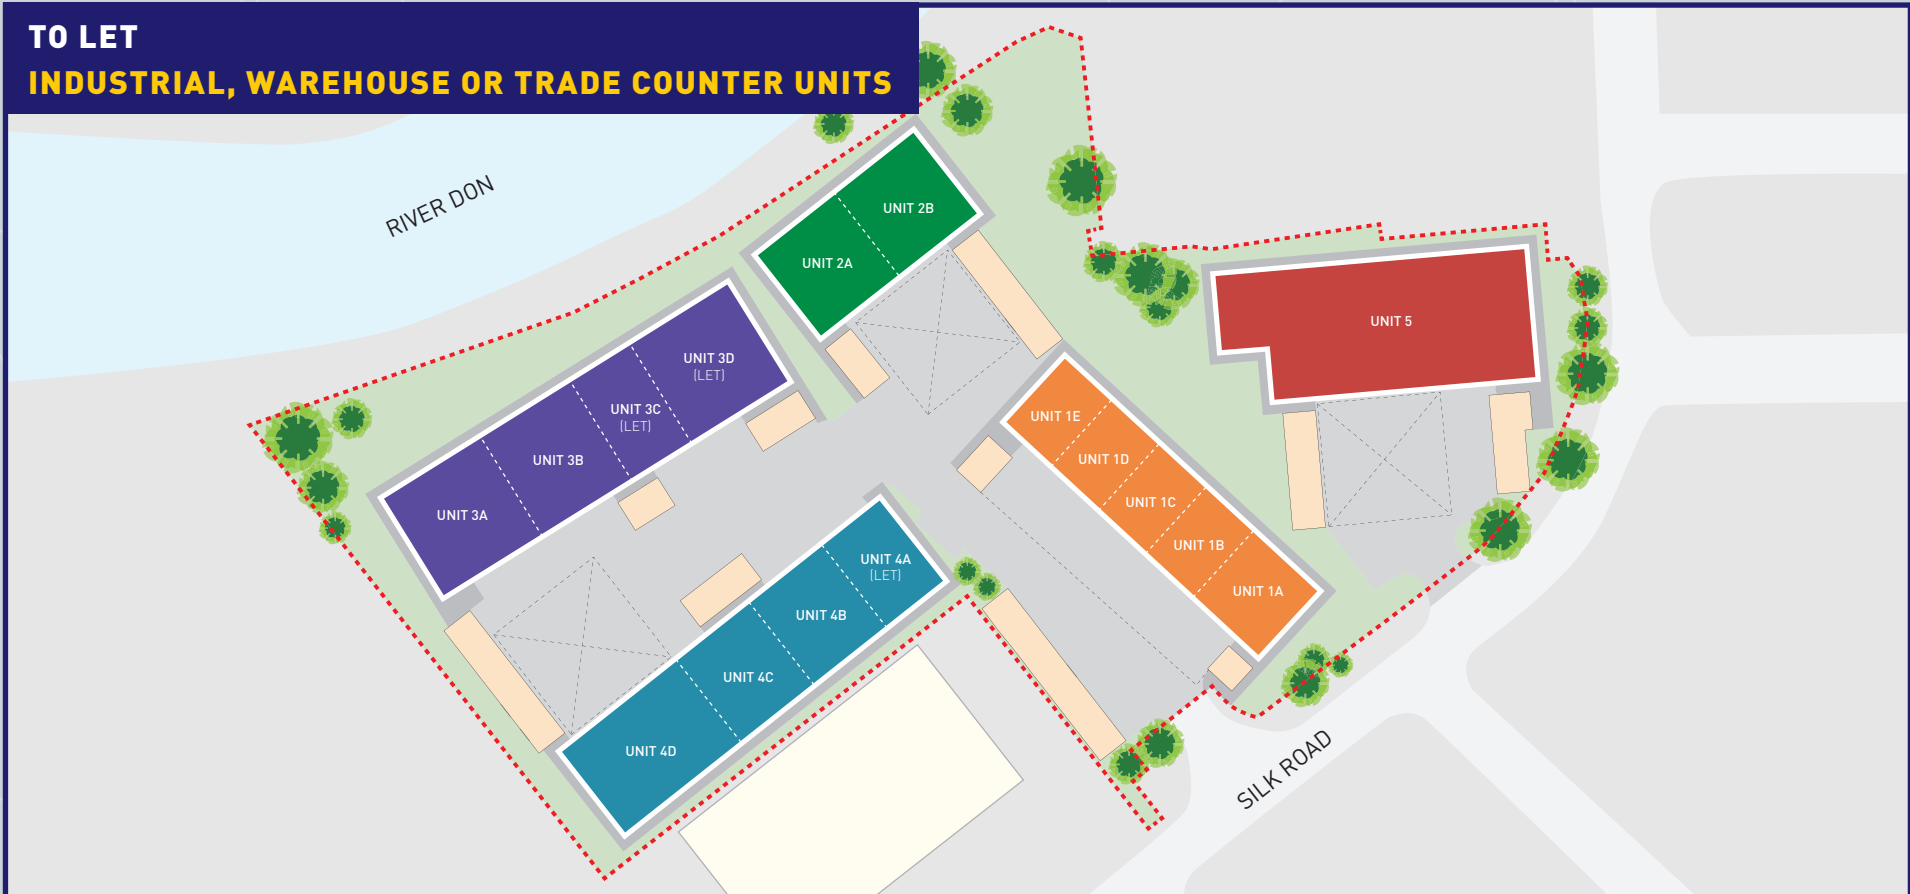 TO LET
INDUSTRIAL, WAREHOUSE OR TRADE COUNTER UNITS
RIVER DON
UNIT 2B
UNIT 2A
UNIT 5
UNIT 3D
(LET)
UNIT 3C
(LET)
UNIT 3B
UNIT 3A
UNIT 1E
UNIT 1D
UNIT 1C
UNIT 1B
UNIT 1A
UNIT 4A
(LET)
UNIT 4B
UNIT 4C
UNIT 4D
SILK ROAD